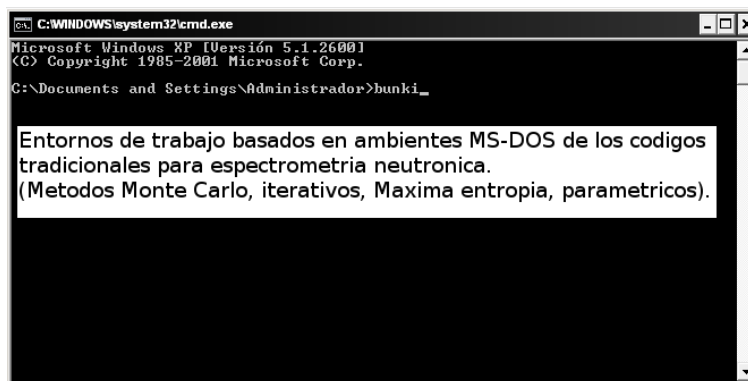 C:\WINDOWS\system32\cmd.exe
Microsoft Windows XP [Versión 5.1.2600]
(C) Copyright 1985-2001 Microsoft Corp.
C:\Documents and Settings\Administrador>bunki_
Entornos de trabajo basados en ambientes MS-DOS de los codigos
tradicionales para espectrometria neutronica.
(Metodos Monte Carlo, iterativos, Maxima entropia, parametricos).